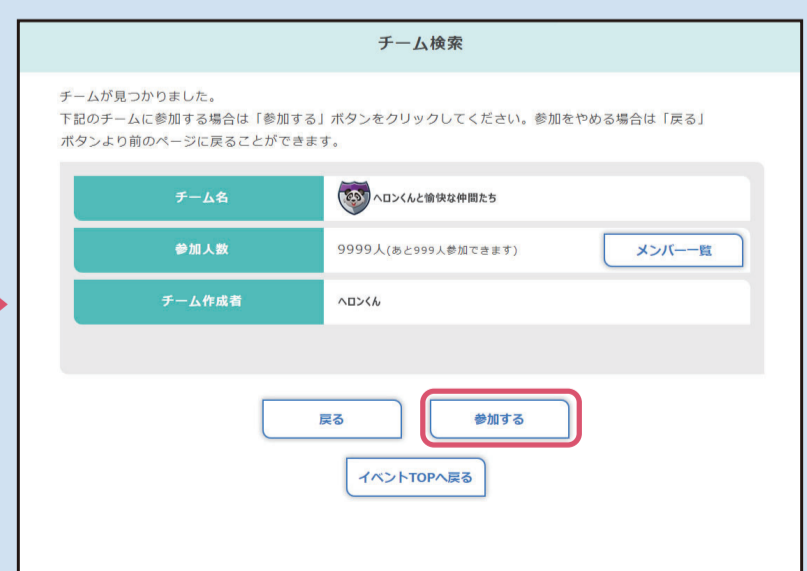 チーム検索
チームが見つかりました。
下記のチームに参加する場合は「参加する」ボタンをクリックしてください。参加をやめる場合は「戻る」
ボタンより前のページに戻ることができます。
チーム名 ヘロンくんと愉快な仲間たち
参加人数 9999人(あと999人参加できます) メンバー一覧
チーム作成者 ヘロンくん
戻る 参加する
イベントTOPへ戻る